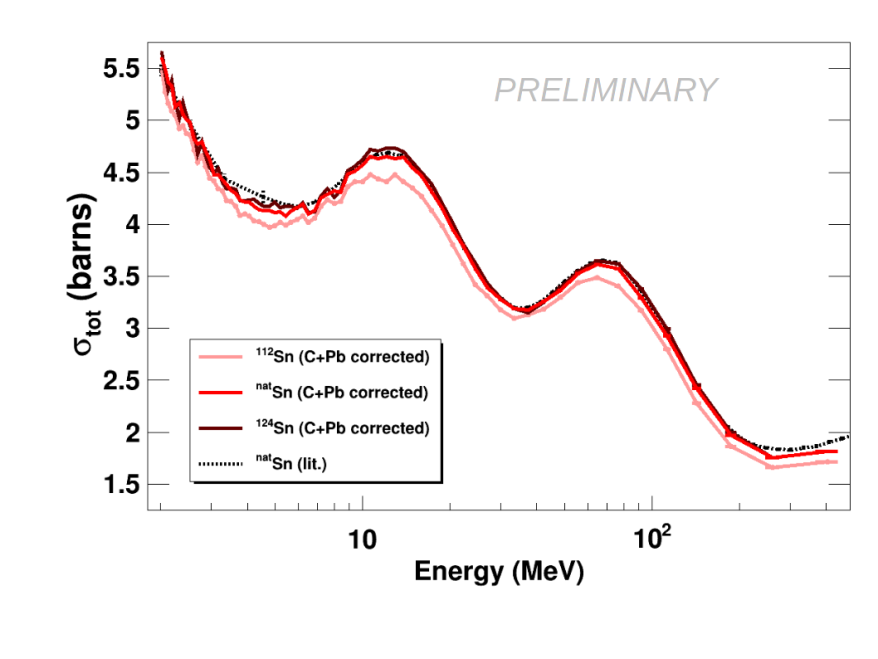 PRELIMINARY
σtot (barns)
5.5
5
4.5
4
3.5
3
2.5
2
1.5
112Sn (C+Pb corrected)
natSn (C+Pb corrected)
124Sn (C+Pb corrected)
natSn (lit.)
10
10²
Energy (MeV)